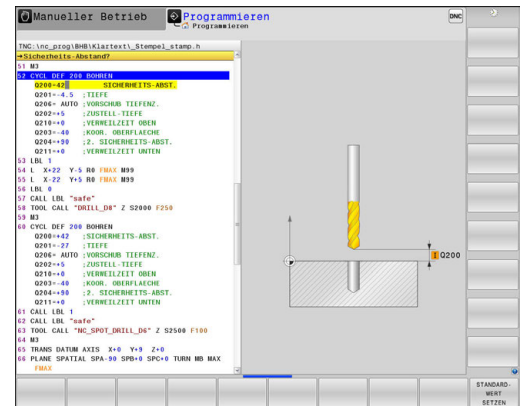 Manueller Betrieb
Programmieren
Programmieren
DNC
TNC:\nc_prog\BHB\Klartext\_Stempel_stamp.h
→Sicherheits-Abstand?
51 M3
52 CYCL DEF 200 BOHREN
Q200=42 SICHERHEITS-ABST.
Q201=-4.5 ;TIEFE
Q206= AUTO ;VORSCHUB TIEFENZ.
Q202=+5 ;ZUSTELL-TIEFE
Q210=+0 ;VERWEILZEIT OBEN
Q203=-40 ;KOOR. OBERFLAECHE
Q204=+90 ;2. SICHERHEITS-ABST.
Q211=+0 ;VERWEILZEIT UNTEN
53 LBL 1
54 L X+22 Y-5 R0 FMAX M99
55 L X-22 Y+5 R0 FMAX M99
56 LBL 0
57 CALL LBL "safe"
58 TOOL CALL "DRILL_D8" Z S2000 F250
59 M3
60 CYCL DEF 200 BOHREN
Q200=+42 ;SICHERHEITS-ABST.
Q201=-27 ;TIEFE
Q206= AUTO ;VORSCHUB TIEFENZ.
Q202=+5 ;ZUSTELL-TIEFE
Q210=+0 ;VERWEILZEIT OBEN
Q203=-40 ;KOOR. OBERFLAECHE
Q204=+90 ;2. SICHERHEITS-ABST.
Q211=+0 ;VERWEILZEIT UNTEN
61 CALL LBL 1
62 CALL LBL "safe"
63 TOOL CALL "NC_SPOT_DRILL_D6" Z S2500 F100
64 M3
65 TRANS DATUM AXIS X+0 Y+9 Z+0
66 PLANE SPATIAL SPA-90 SPB+0 SPC+0 TURN MB MAX
FMAX
Q200
STANDARD-
WERT
SETZEN